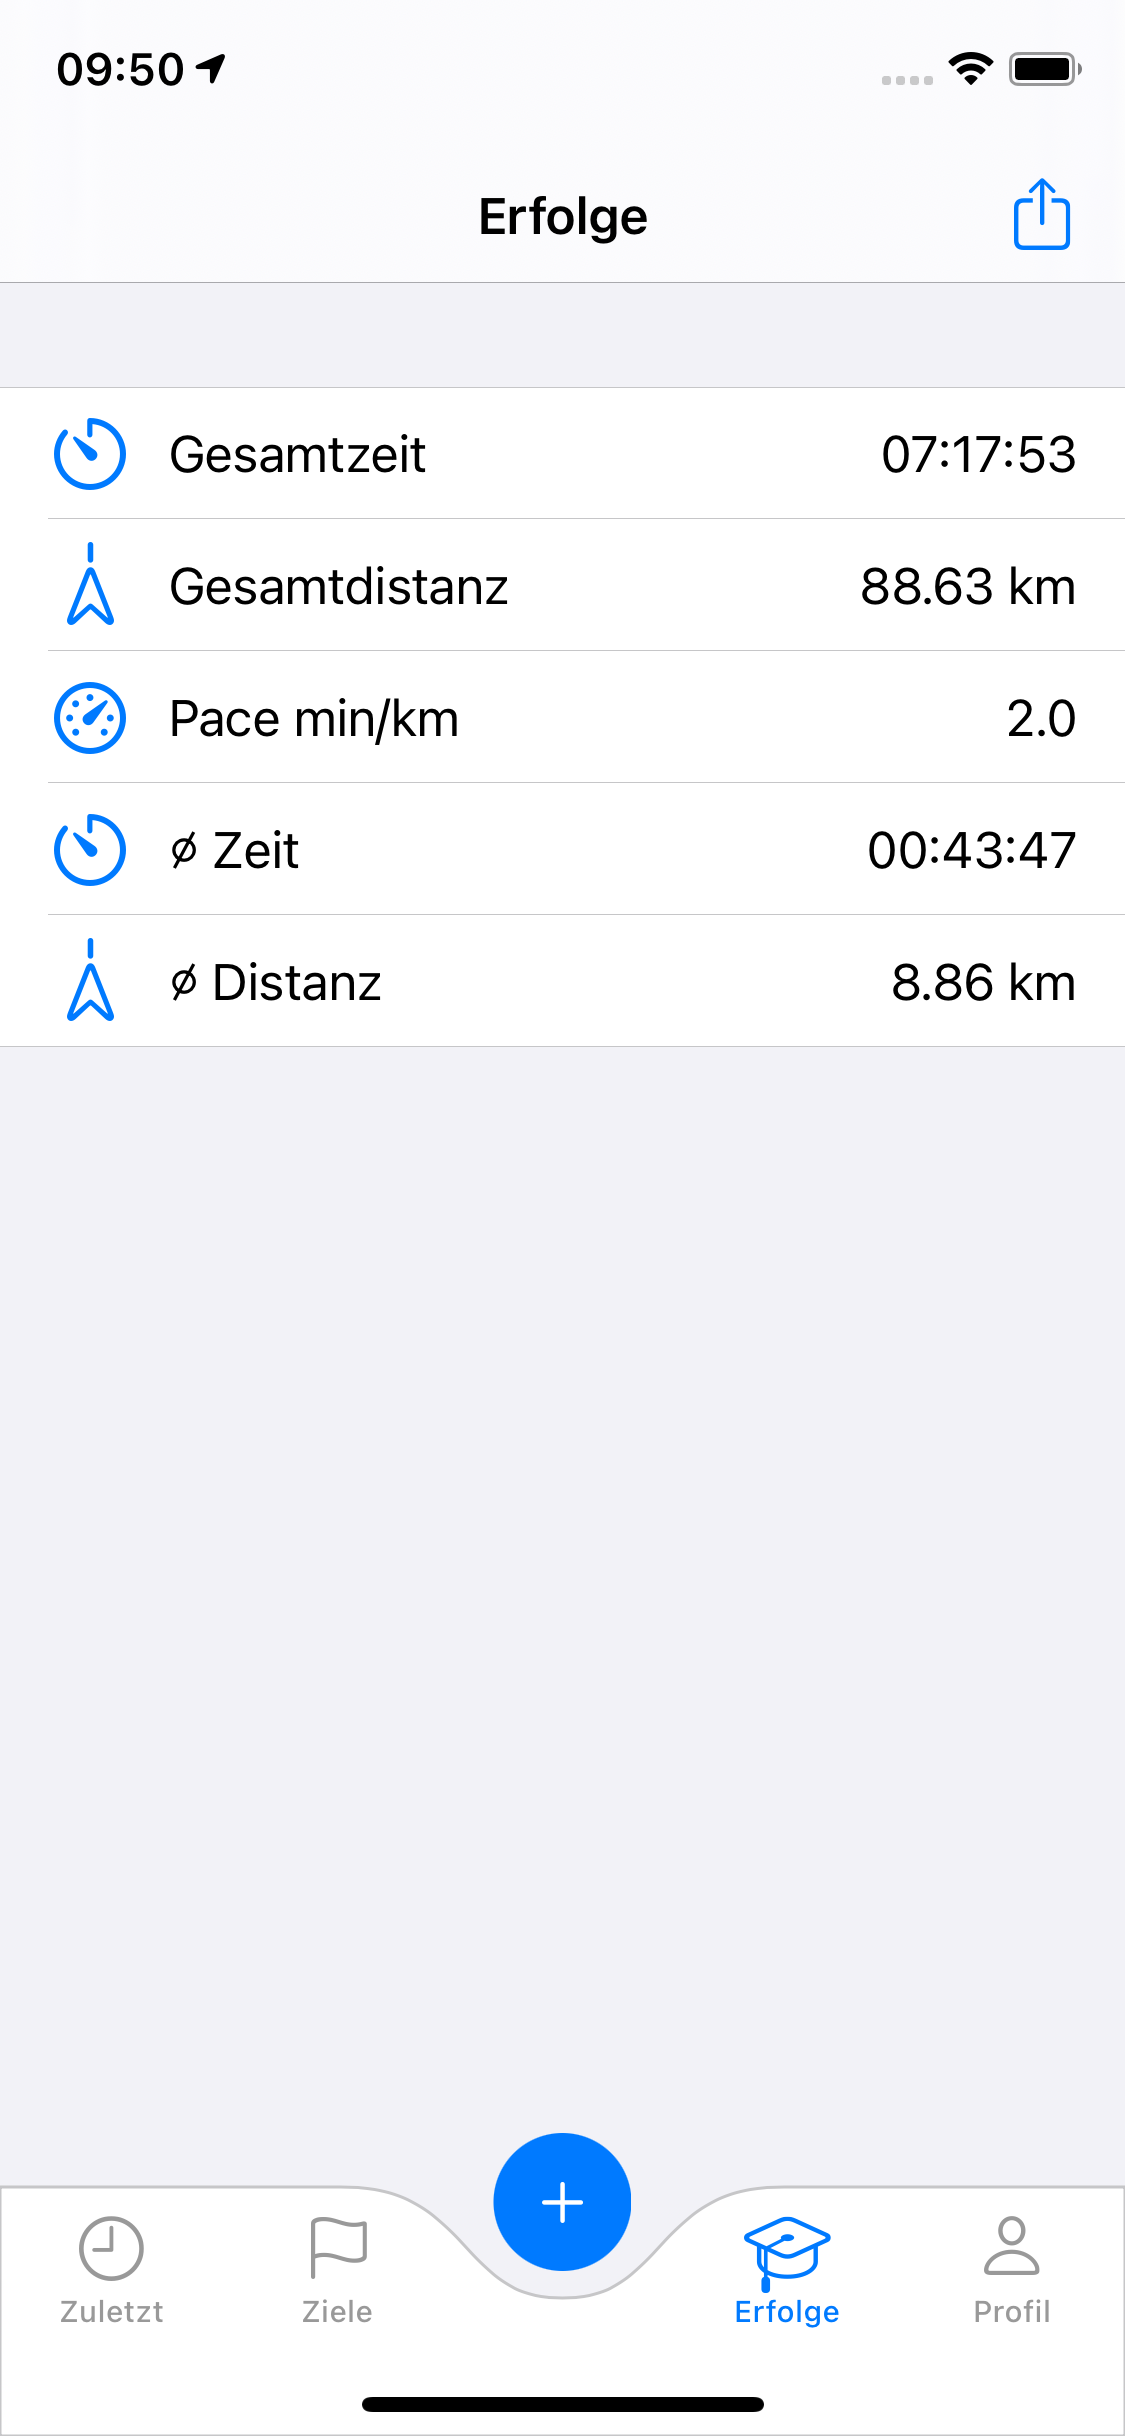 09:50
Erfolge
Gesamtzeit 07:17:53
Gesamtdistanz 88.63 km
Pace min/km 2.0
⌀ Zeit 00:43:47
⌀ Distanz 8.86 km
Zuletzt Ziele Erfolge Profil